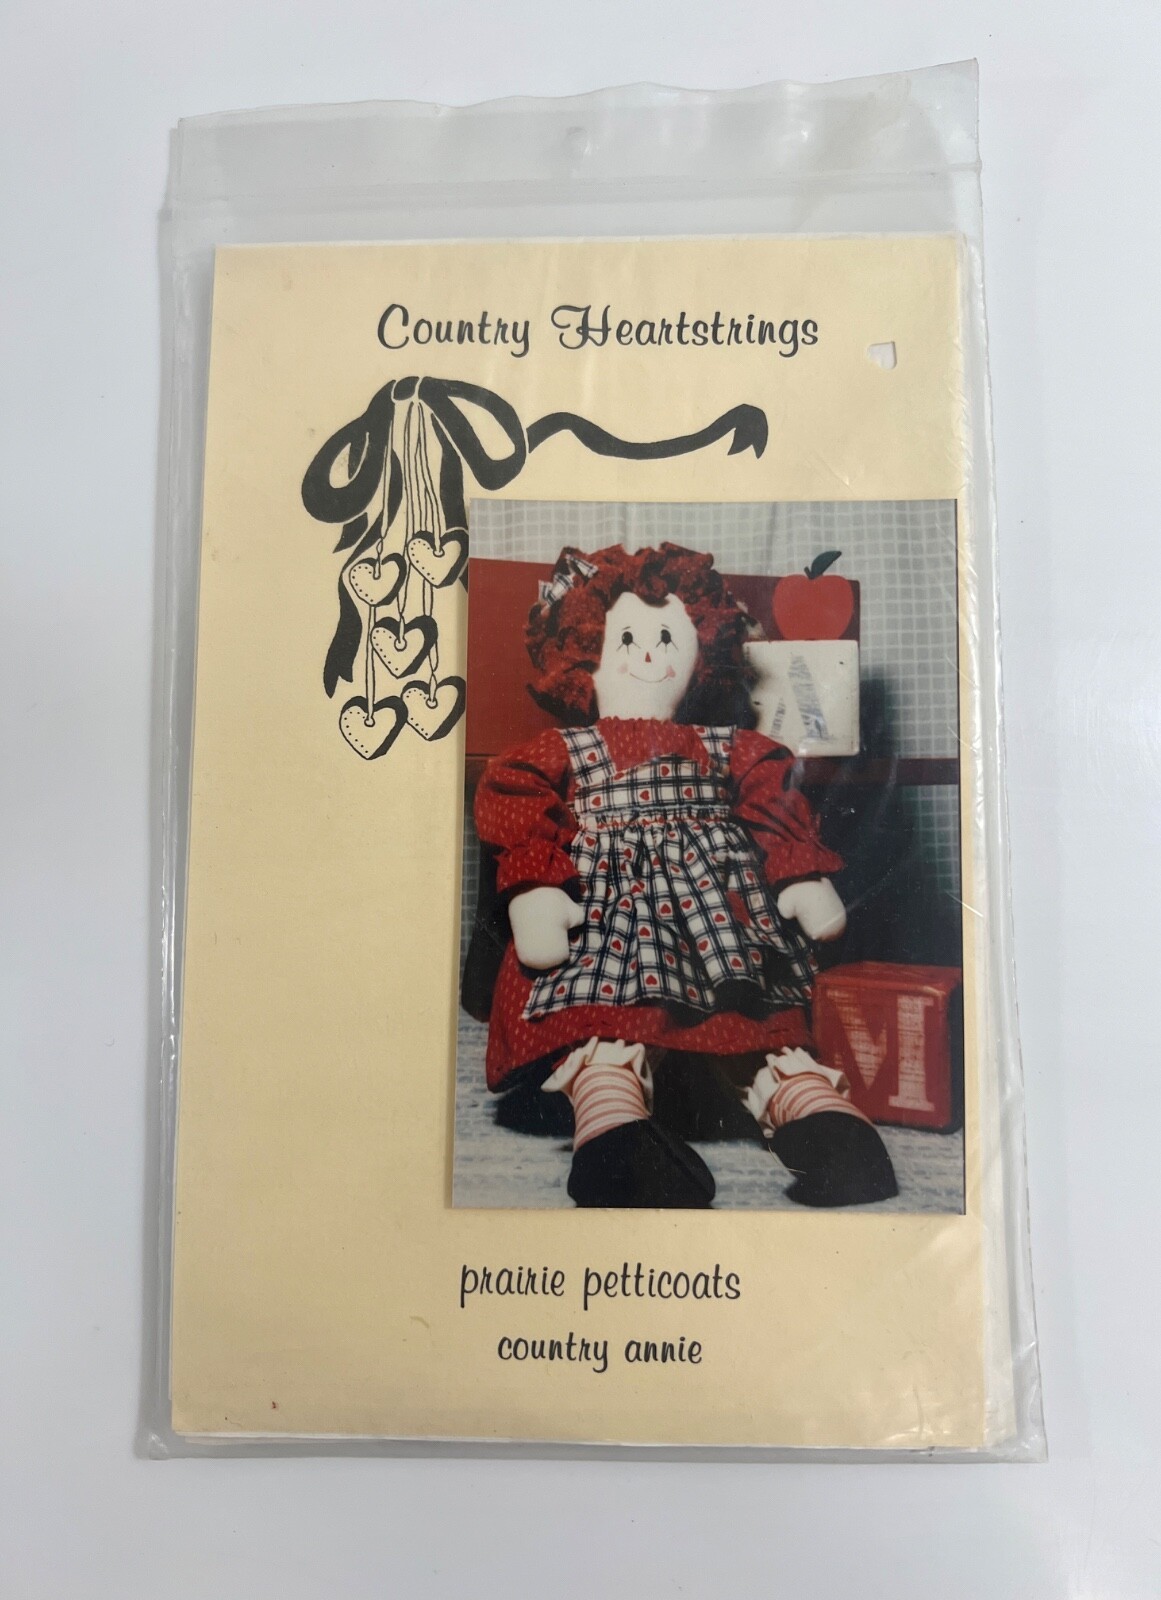 Country Heartstrings
M
prairie petticoats
country annie